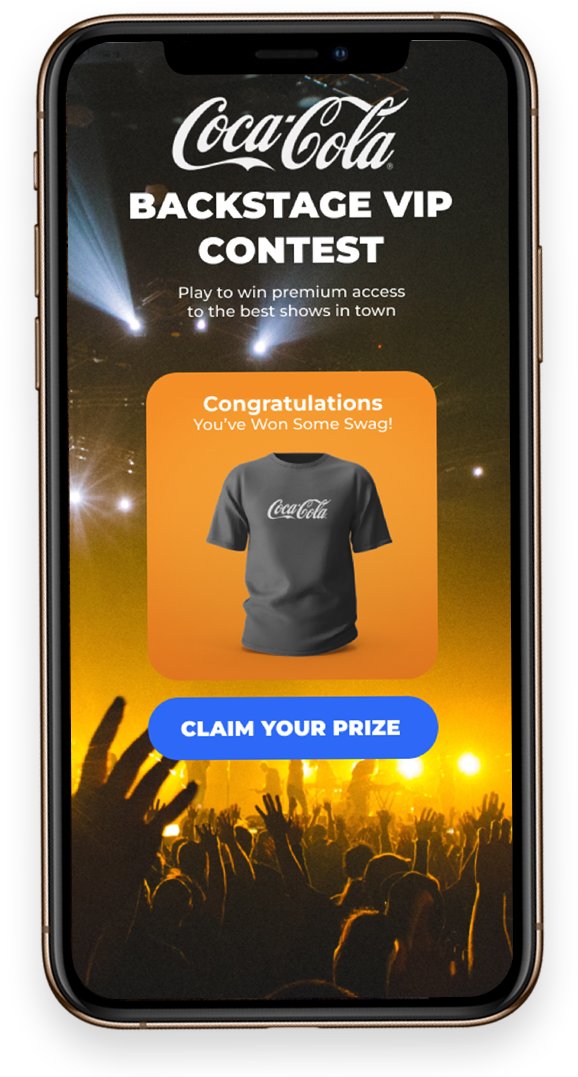 Coca-Cola
BACKSTAGE VIP
CONTEST
Play to win premium access
to the best shows in town
Congratulations
You've Won Some Swag!
Coca-Cola
CLAIM YOUR PRIZE